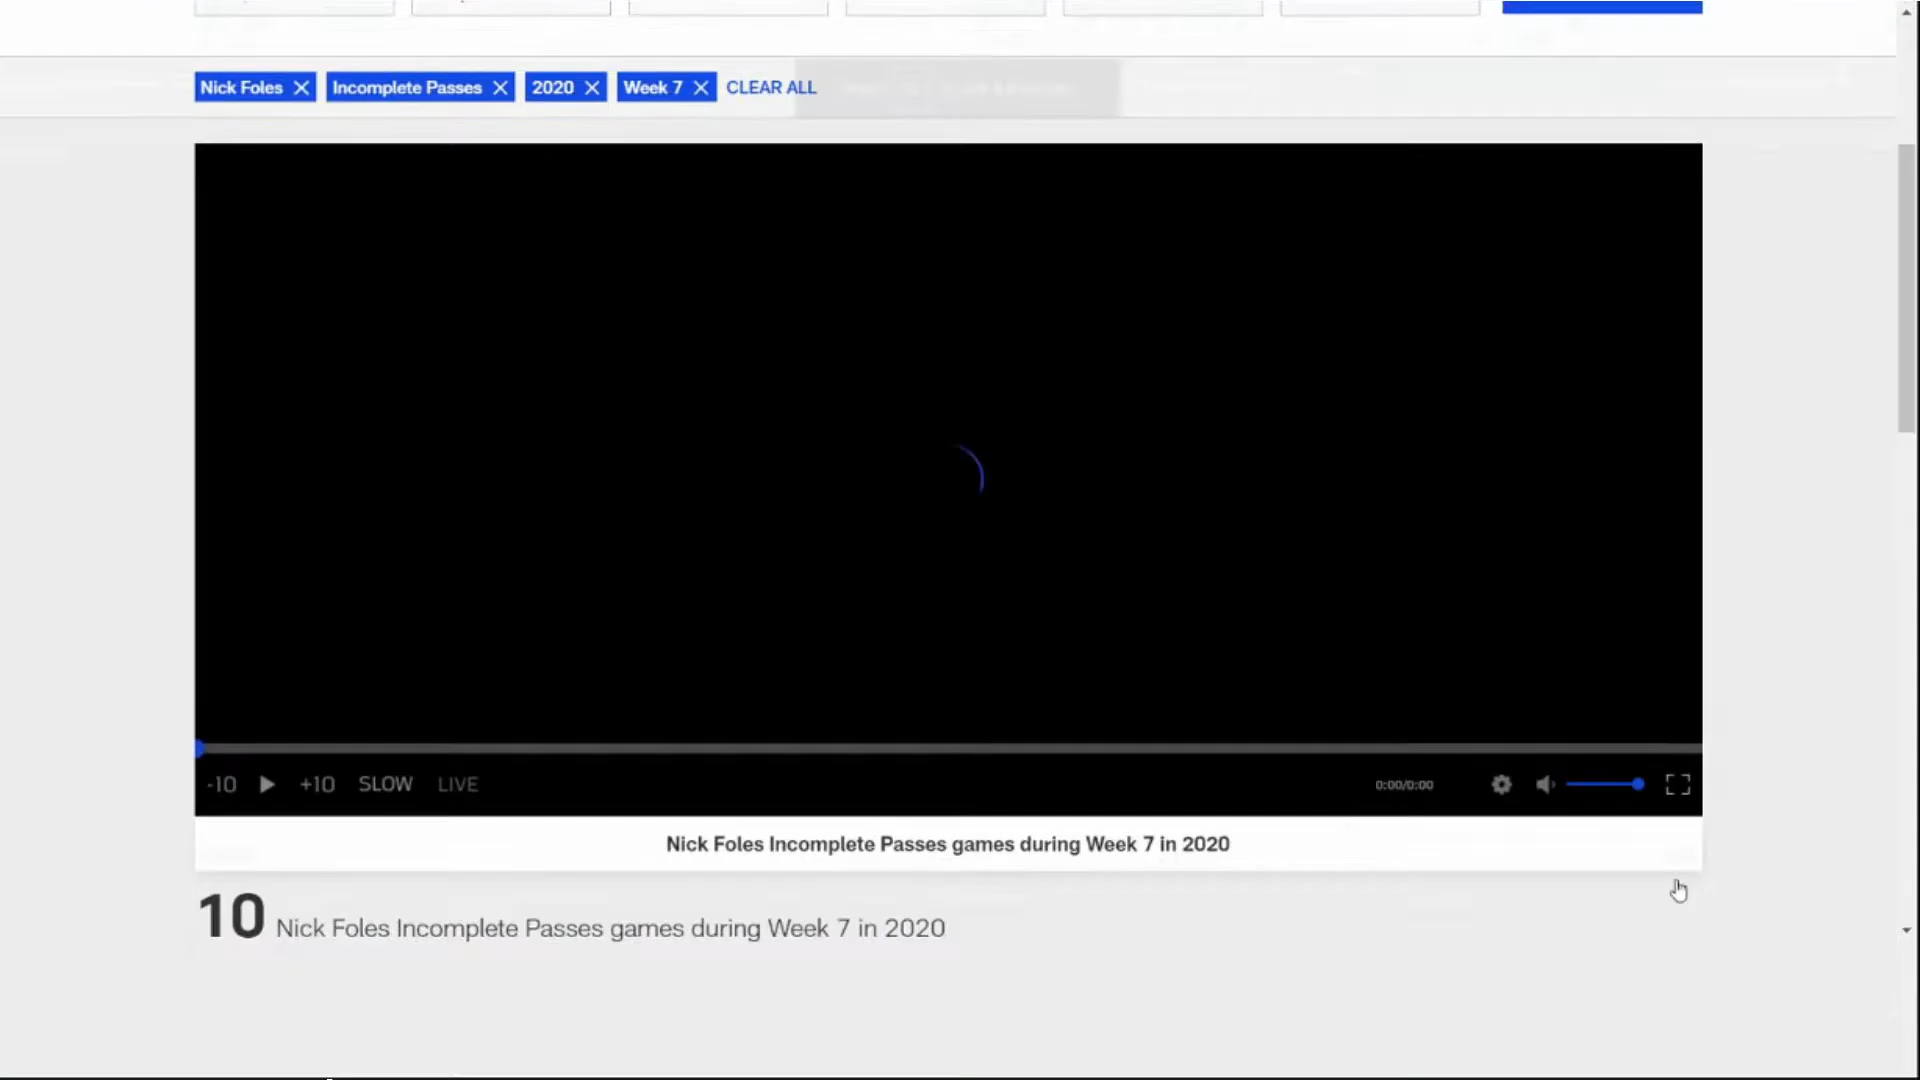 Nick Foles Incomplete Passes 2020 Week 7 CLEAR ALL
-10 +10 SLOW LIVE 0:00/0:00
Nick Foles Incomplete Passes games during Week 7 in 2020
10 Nick Foles Incomplete Passes games during Week 7 in 2020